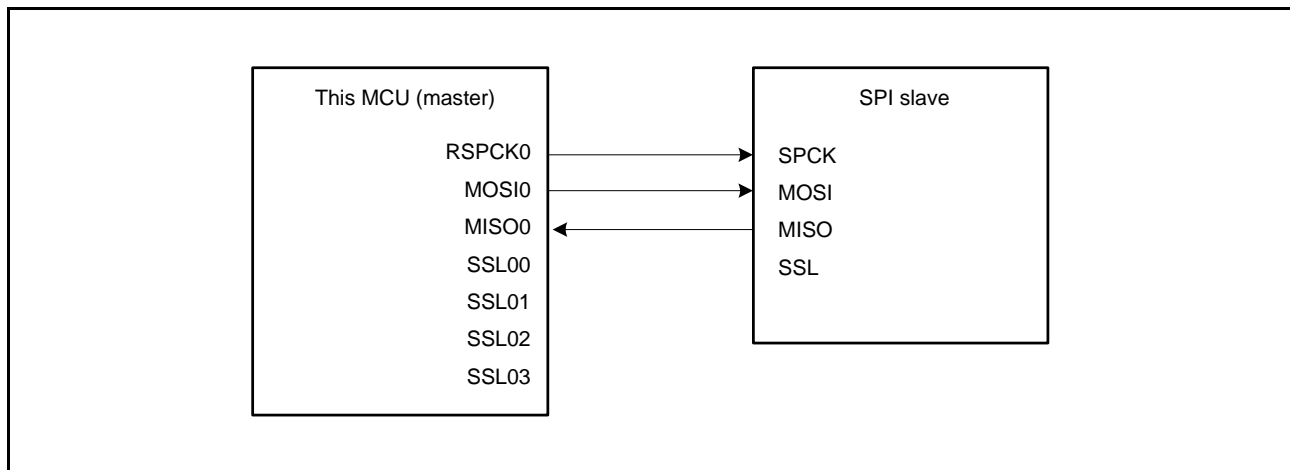 This MCU (master)
RSPCK0
MOSI0
MISO0
SSL00
SSL01
SSL02
SSL03
SPI slave
SPCK
MOSI
MISO
SSL